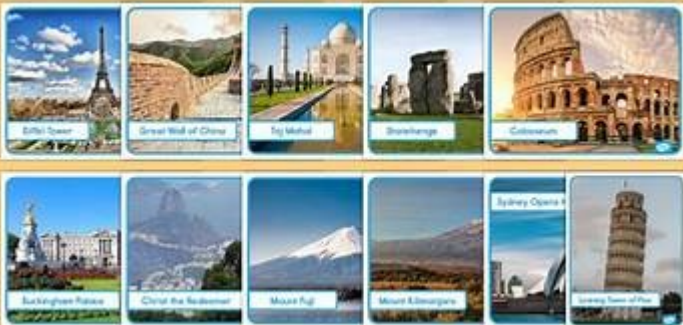 Eiffel Tower
Great Wall of China
Taj Mahal
Stonehenge
Colosseum
Buckingham Palace
Christ the Redeemer
Mount Fuji
Mount Kilimanjaro
Sydney Opera H
Leaning Tower of Pisa